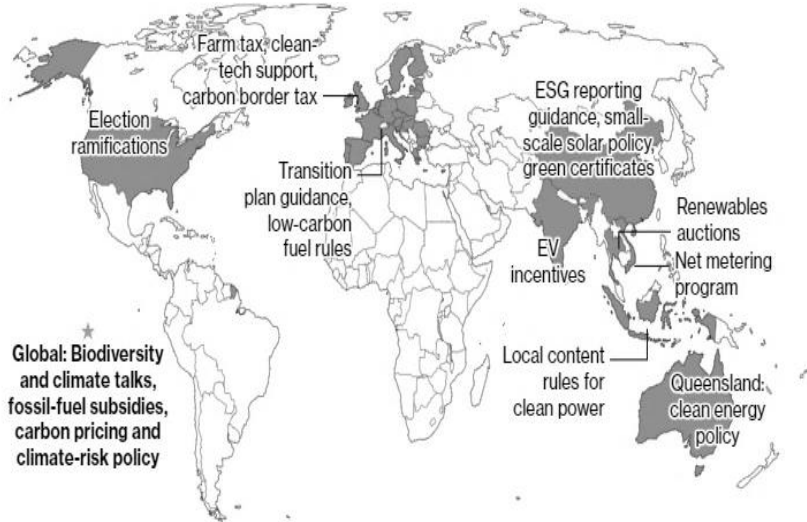 Farm tax, clean-
tech support,
carbon border tax
Election
ramifications
ESG reporting
guidance, small-
scale solar policy,
green certificates
Transition
plan guidance,
low-carbon
fuel rules
Renewables
auctions
EV
incentives
Net metering
program
Global: Biodiversity
and climate talks,
fossil-fuel subsidies,
carbon pricing and
climate-risk policy
Local content
rules for
clean power
Queensland:
clean energy
policy